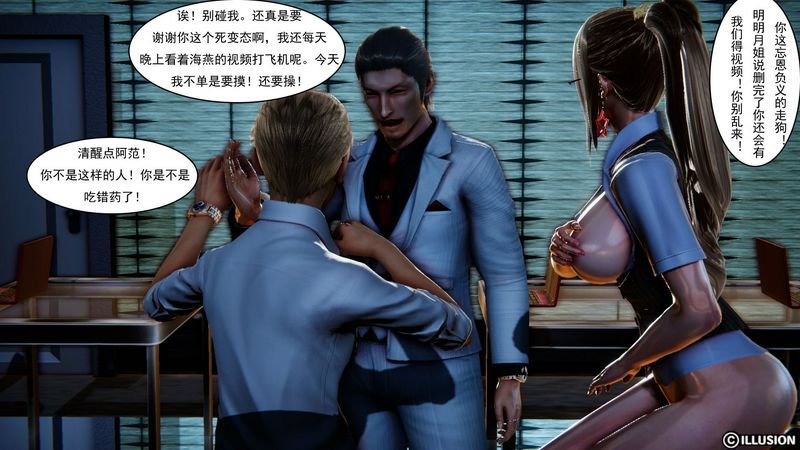 诶！别碰我。还真是要
谢谢你这个死变态啊，我还每天
晚上看着海燕的视频打飞机呢。今天
我不单是要摸！还要操！
清醒点阿范！
你不是这样的人！你是不是
吃错药了！
你这忘恩负义的走狗！
明明月姐说删完了你还会有
我们得视频！你别乱来！
©ILLUSION